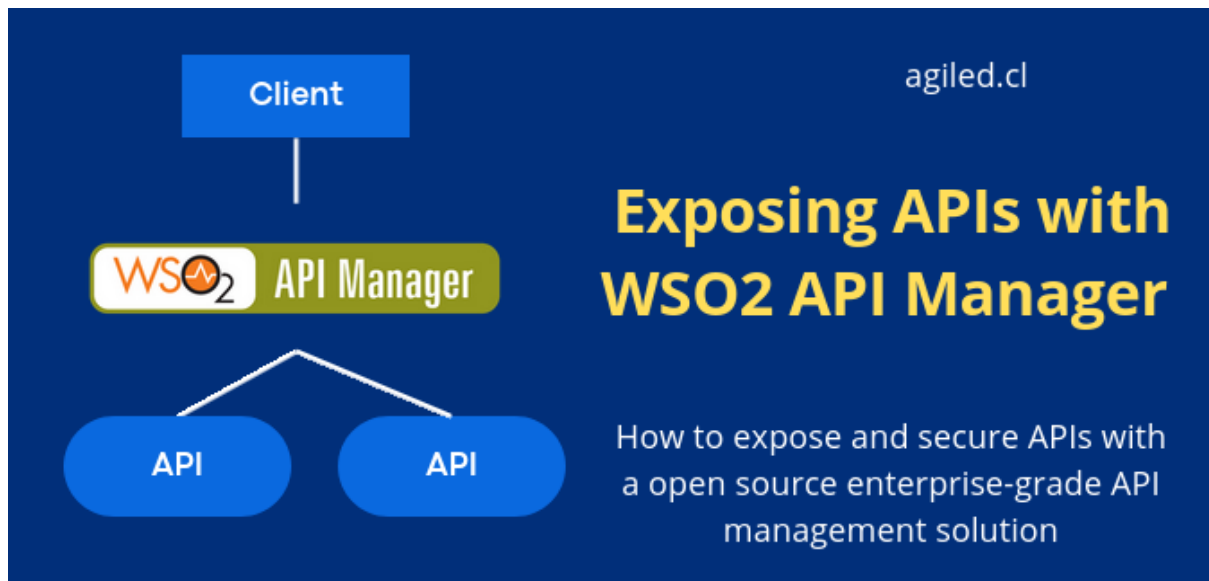 Client
WSO2 API Manager
API
API
agiled.cl
Exposing APIs with
WSO2 API Manager
How to expose and secure APIs with
a open source enterprise-grade API
management solution